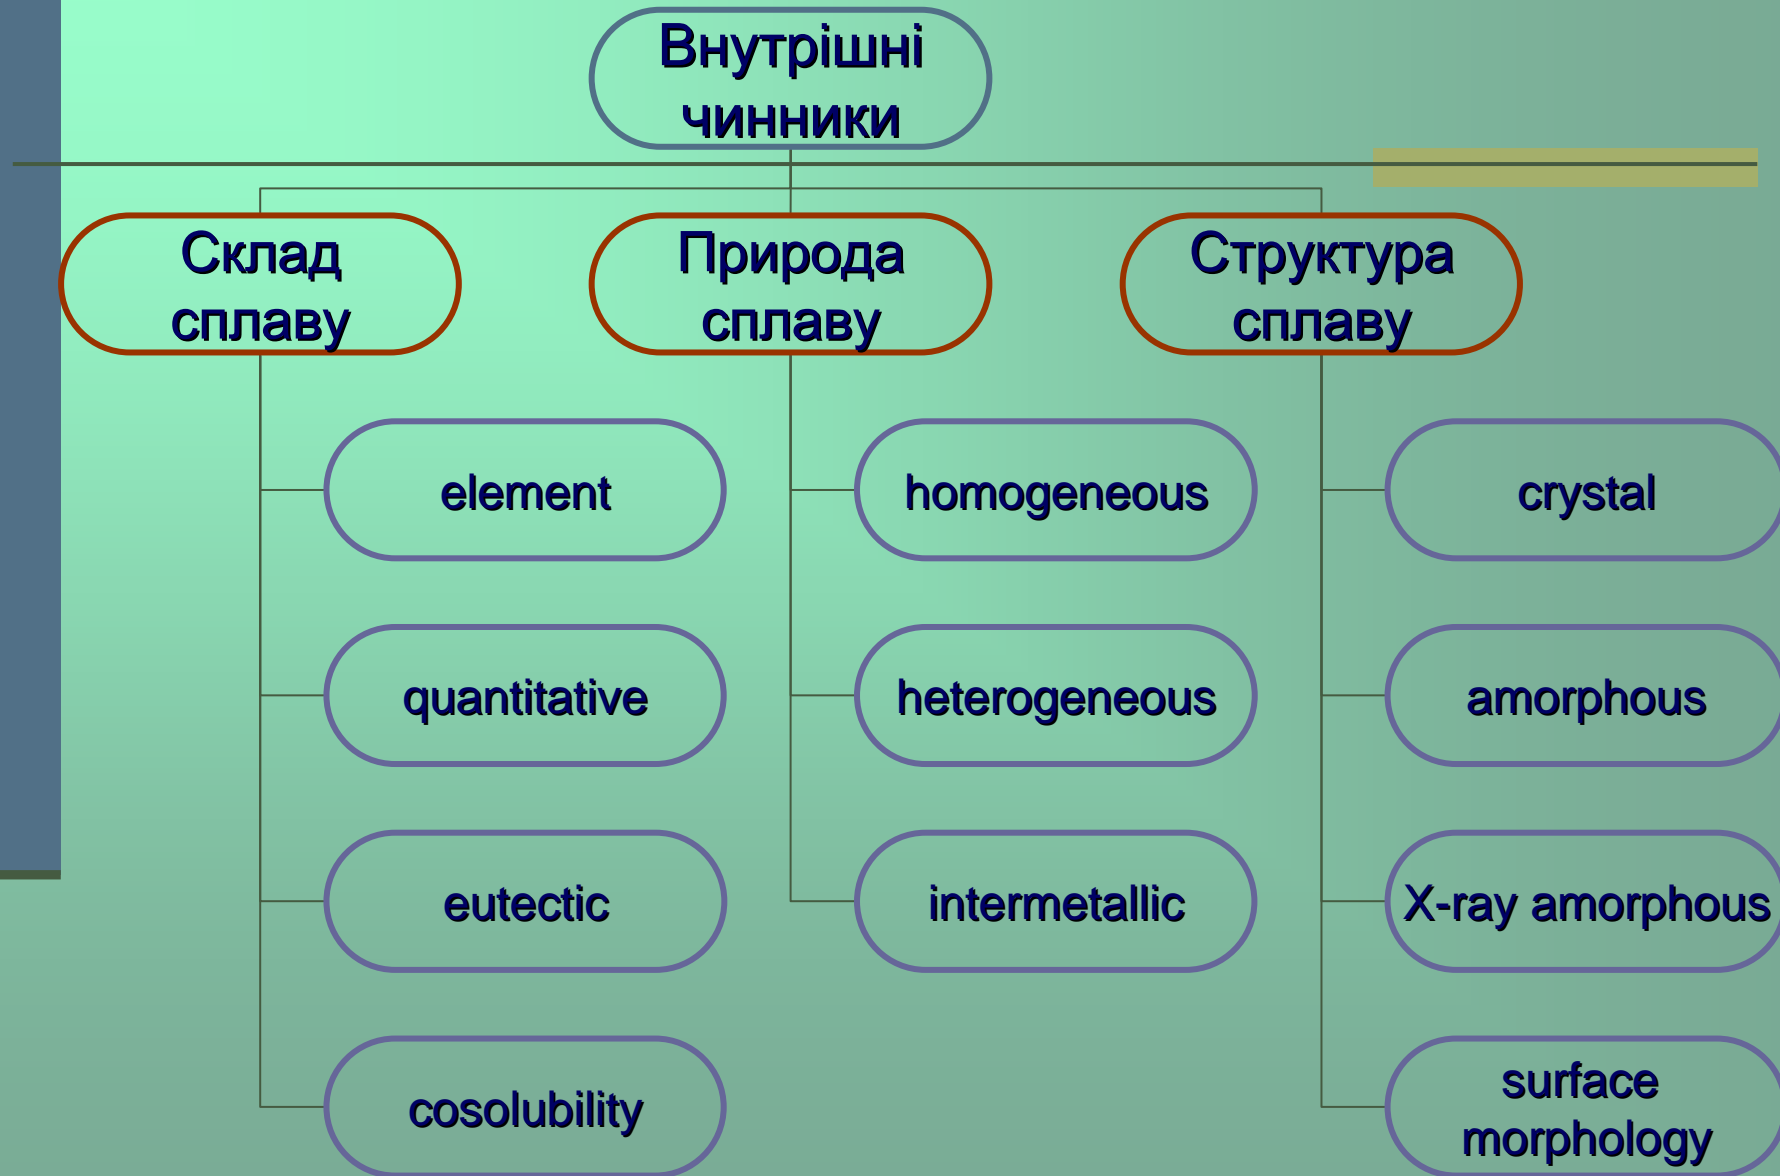 Внутрішні
чинники
Склад
сплаву
Природа
сплаву
Структура
сплаву
element
homogeneous
crystal
quantitative
heterogeneous
amorphous
eutectic
intermetallic
X-ray amorphous
cosolubility
surface
morphology